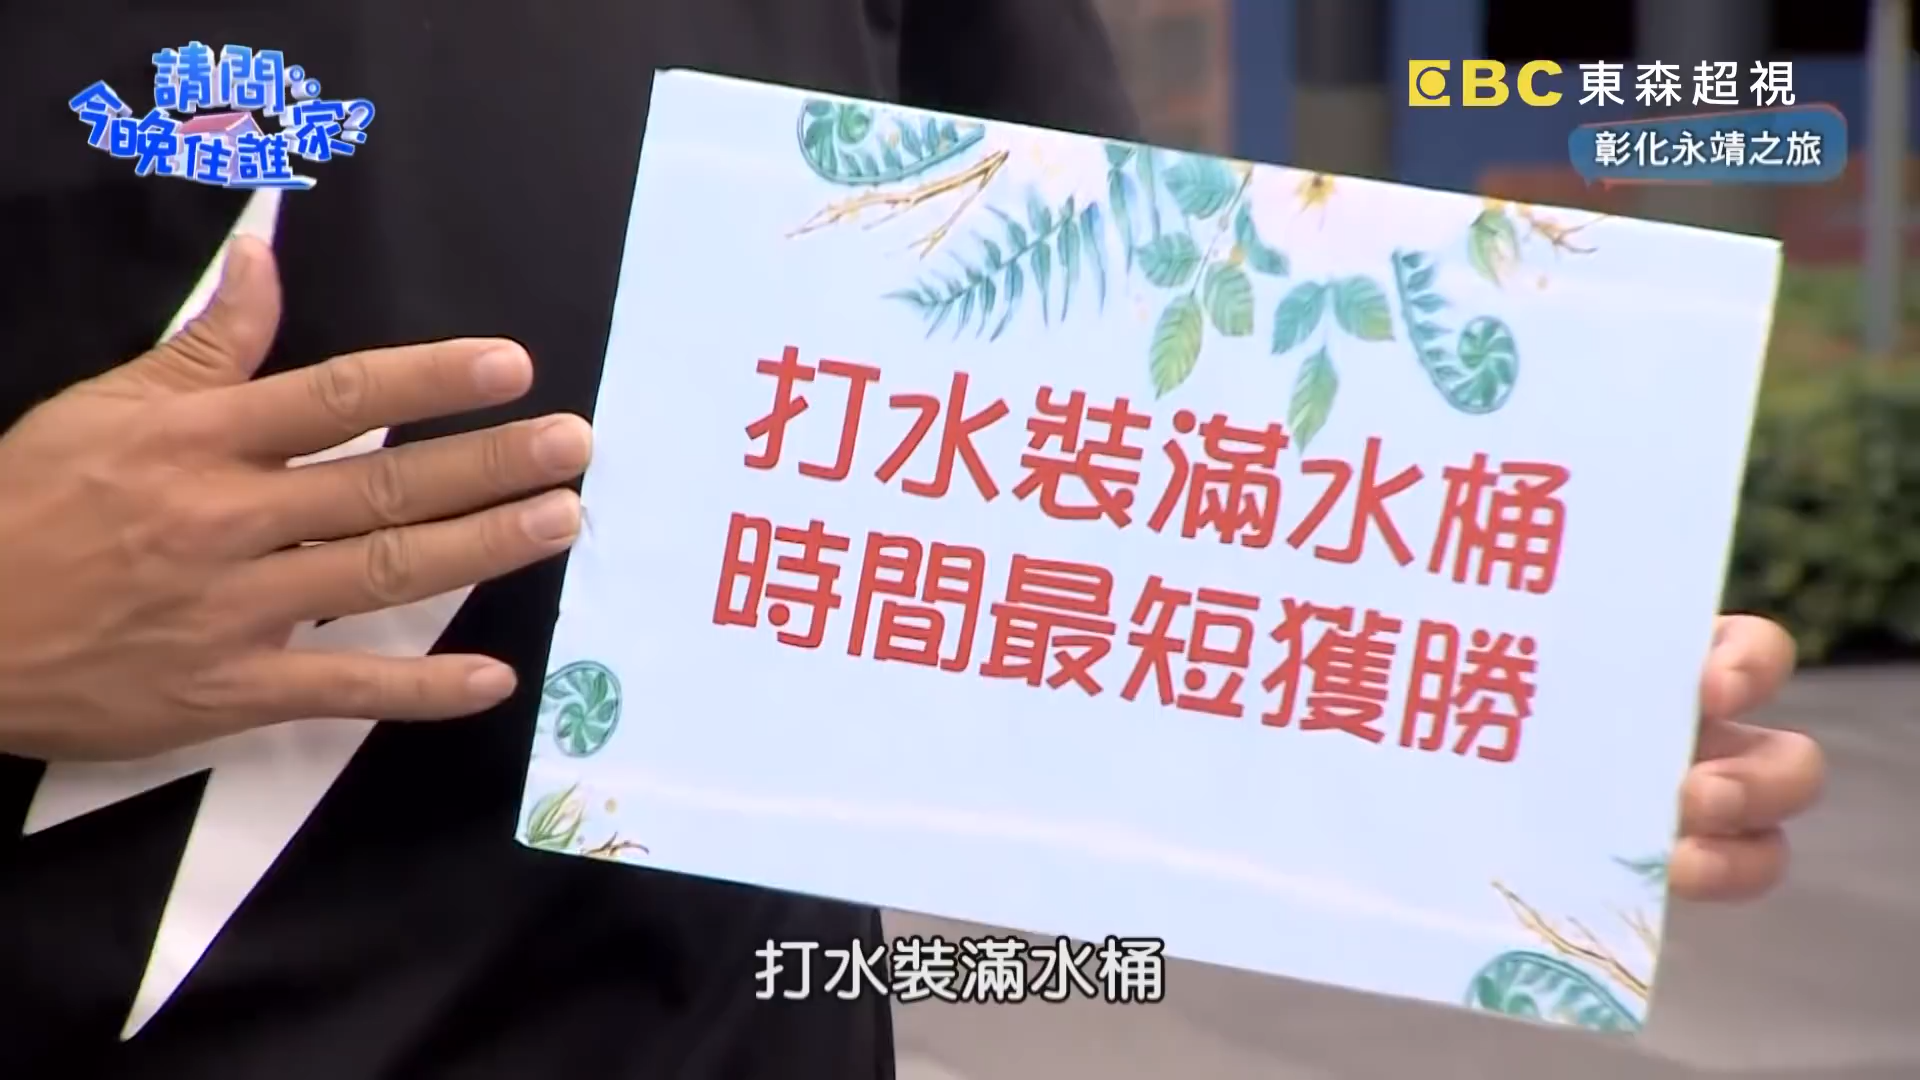 請問
今晚住誰家?
EBC 東森超視
彰化永靖之旅
打水裝滿水桶
時間最短獲勝
打水裝滿水桶